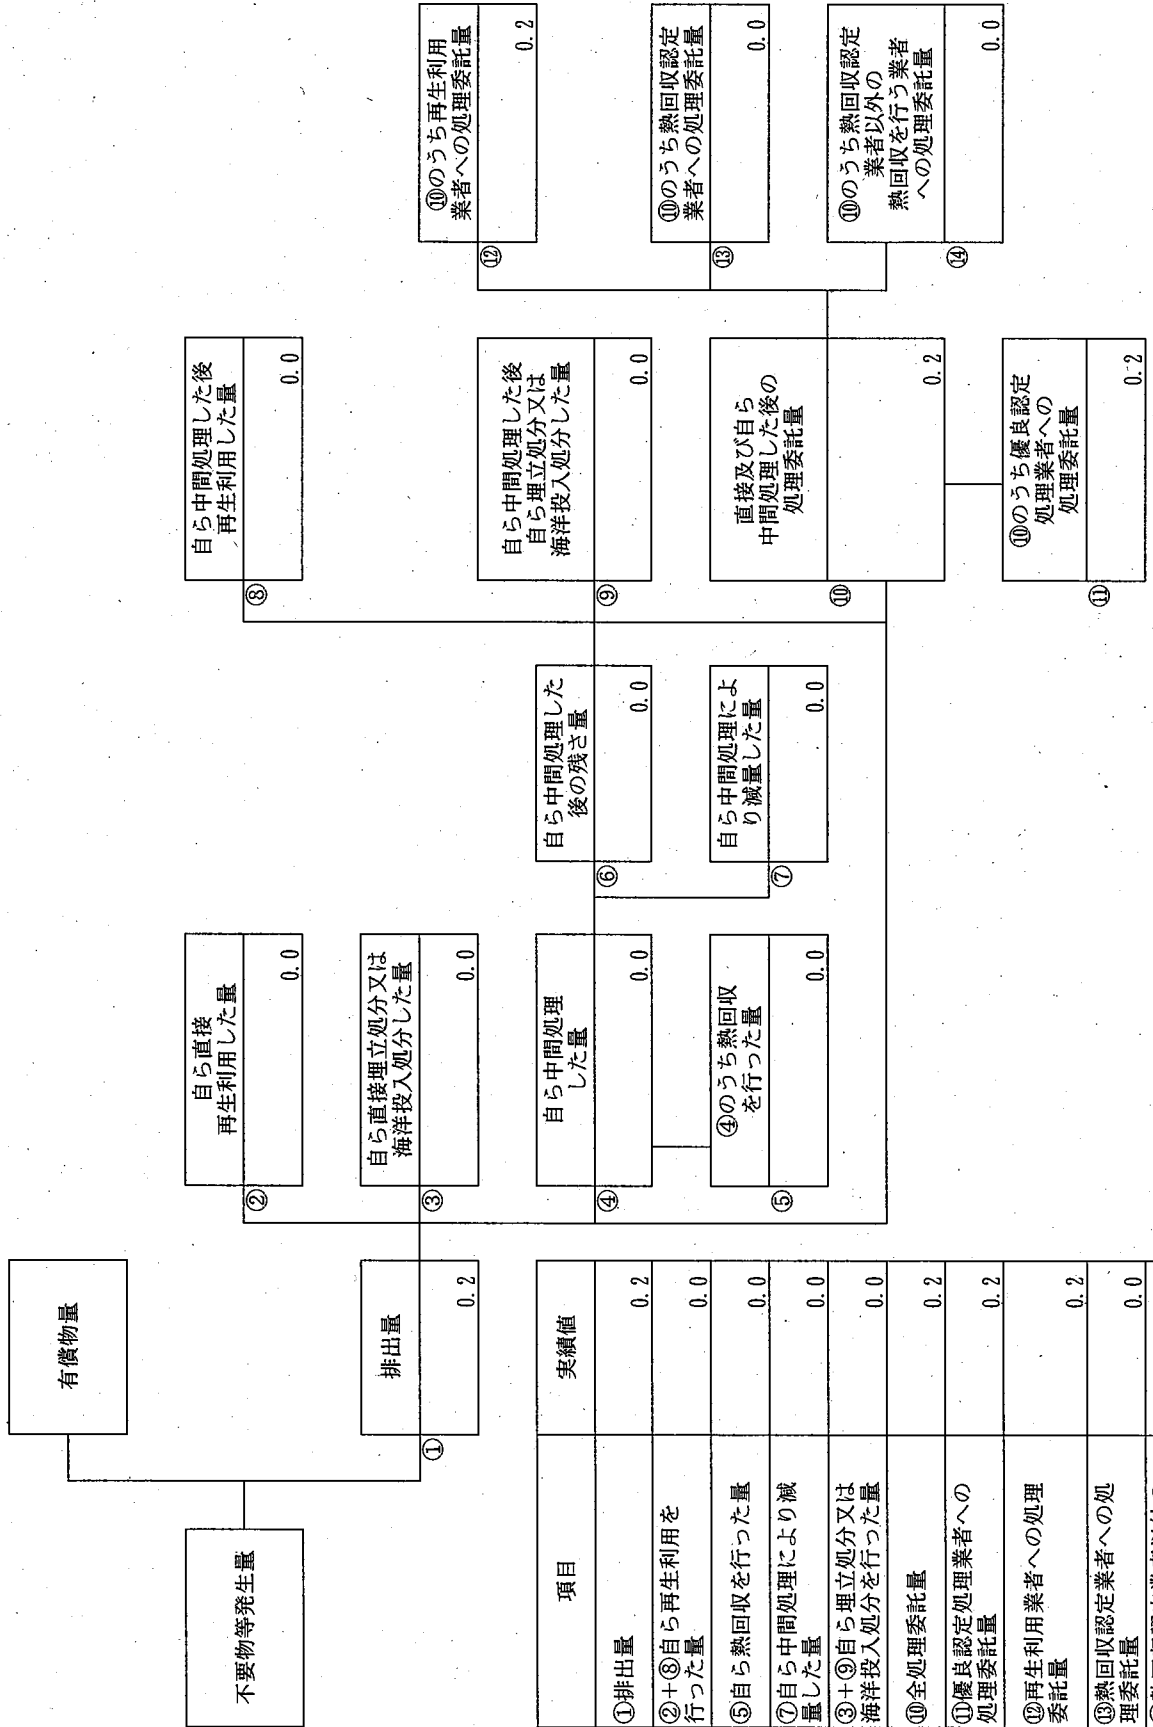 不要物等発生量
有償物量
排出量
①
0.2
自ら直接
再生利用した量
②
0.0
自ら直接埋立処分又は
海洋投入処分した量
③
0.0
自ら中間処理
した量
④
0.0
④のうち熱回収
を行った量
⑤
0.0
自ら中間処理した
後の残さ量
⑥
0.0
自ら中間処理によ
り減量した量
⑦
0.0
自ら中間処理した後
再生利用した量
⑧
0.0
自ら中間処理した後
自ら埋立処分又は
海洋投入処分した量
⑨
0.0
直接及び自ら
中間処理した後の
処理委託量
⑩
0.2
⑩のうち優良認定
処理業者への
処理委託量
⑪
0.2
⑩のうち再生利用
業者への処理委託量
⑫
0.2
⑩のうち熱回収認定
業者への処理委託量
⑬
0.0
⑩のうち熱回収認定
業者以外の
熱回収を行う業者
への処理委託量
⑭
0.0
項目 実績値
①排出量 0.2
②+⑧自ら再生利用を
行った量 0.0
⑤自ら熱回収を行った量 0.0
⑦自ら中間処理により減
量した量 0.0
③+⑨自ら埋立処分又は
海洋投入処分を行った量 0.0
⑩全処理委託量 0.2
⑪優良認定処理業者への
処理委託量 0.2
⑫再生利用業者への処理
委託量 0.2
⑬熱回収認定業者への処
理委託量 0.0